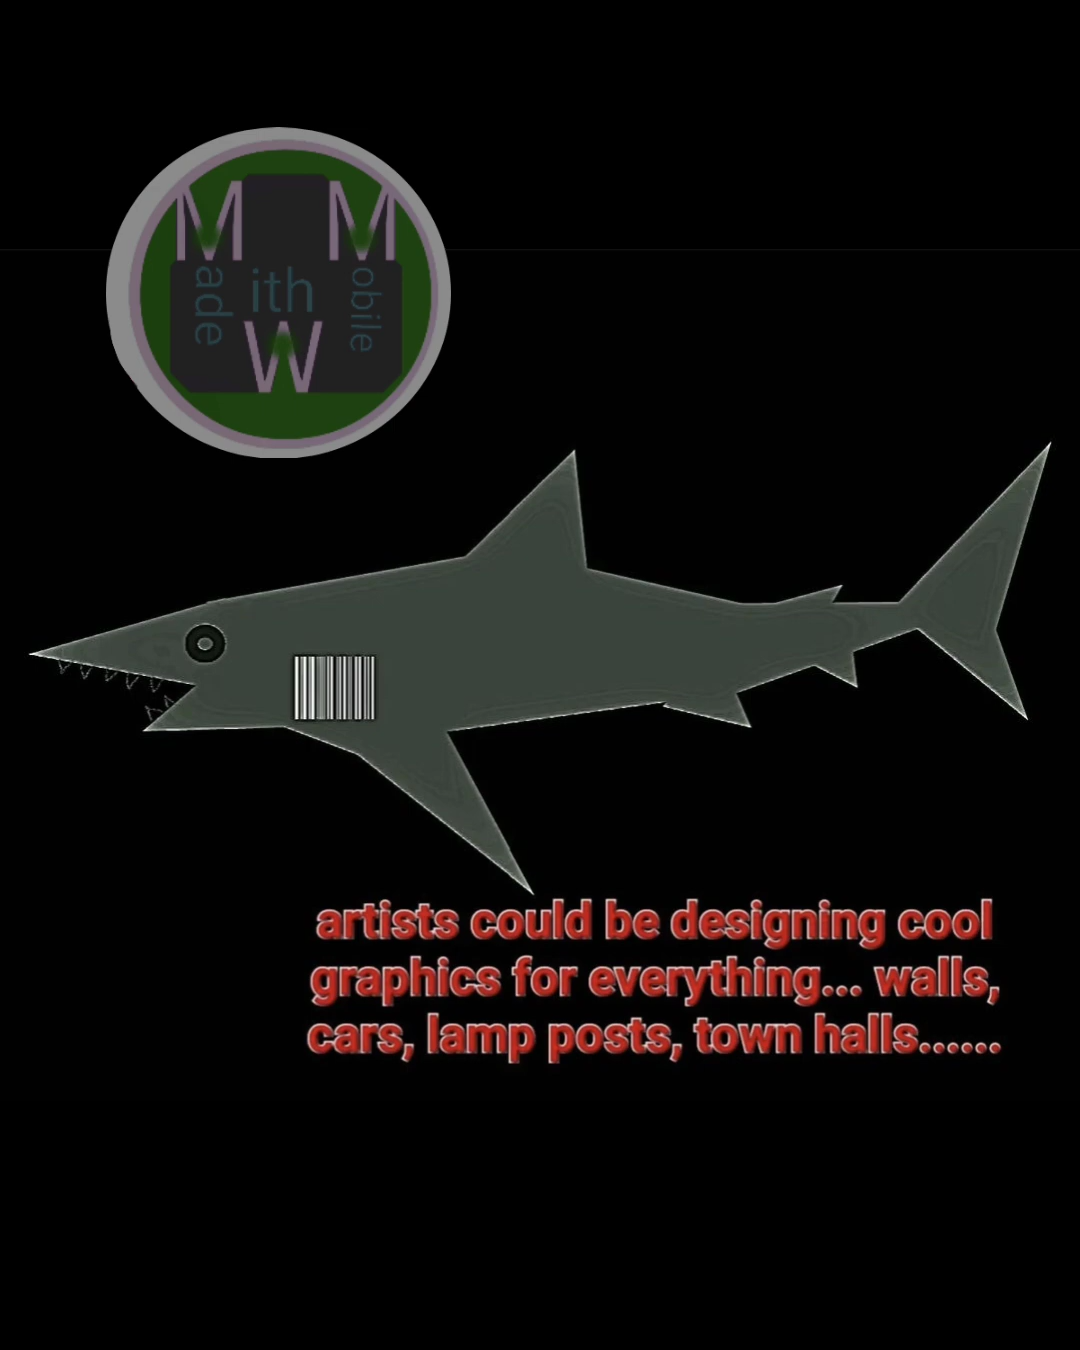 M M
ade ith obile
W
artists could be designing cool
graphics for everything... walls,
cars, lamp posts, town halls......